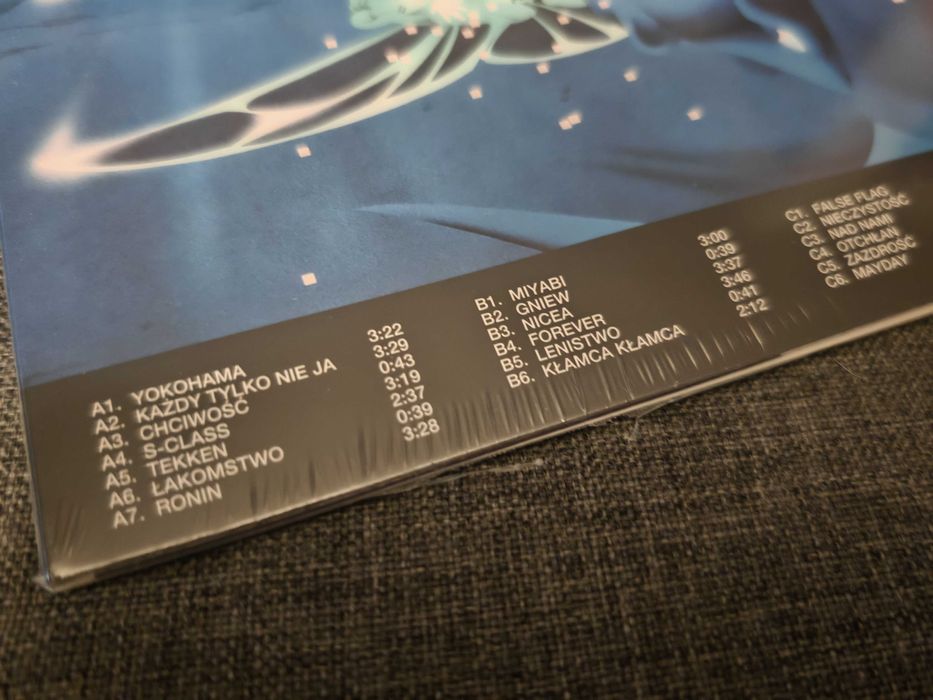 A1. YOKOHAMA 3:22
A2. KAŻDY TYLKO NIE JA 3:29
A3. CHCIWOŚĆ 0:43
A4. S-CLASS 3:19
A5. TEKKEN 2:37
A6. ŁAKOMSTWO 0:39
A7. RONIN 3:28
B1. MIYABI 3:00
B2. GNIEW 0:39
B3. NICEA 3:37
B4. FOREVER 3:46
B5. LENISTWO 0:41
B6. KŁAMCA KŁAMCA 2:12
C1. FALSE FLAG
C2. NIECZYSTOŚĆ
C3. NAD NAMI
C4. OTCHŁAŃ
C5. ZAZDROŚĆ
C6. MAYDAY